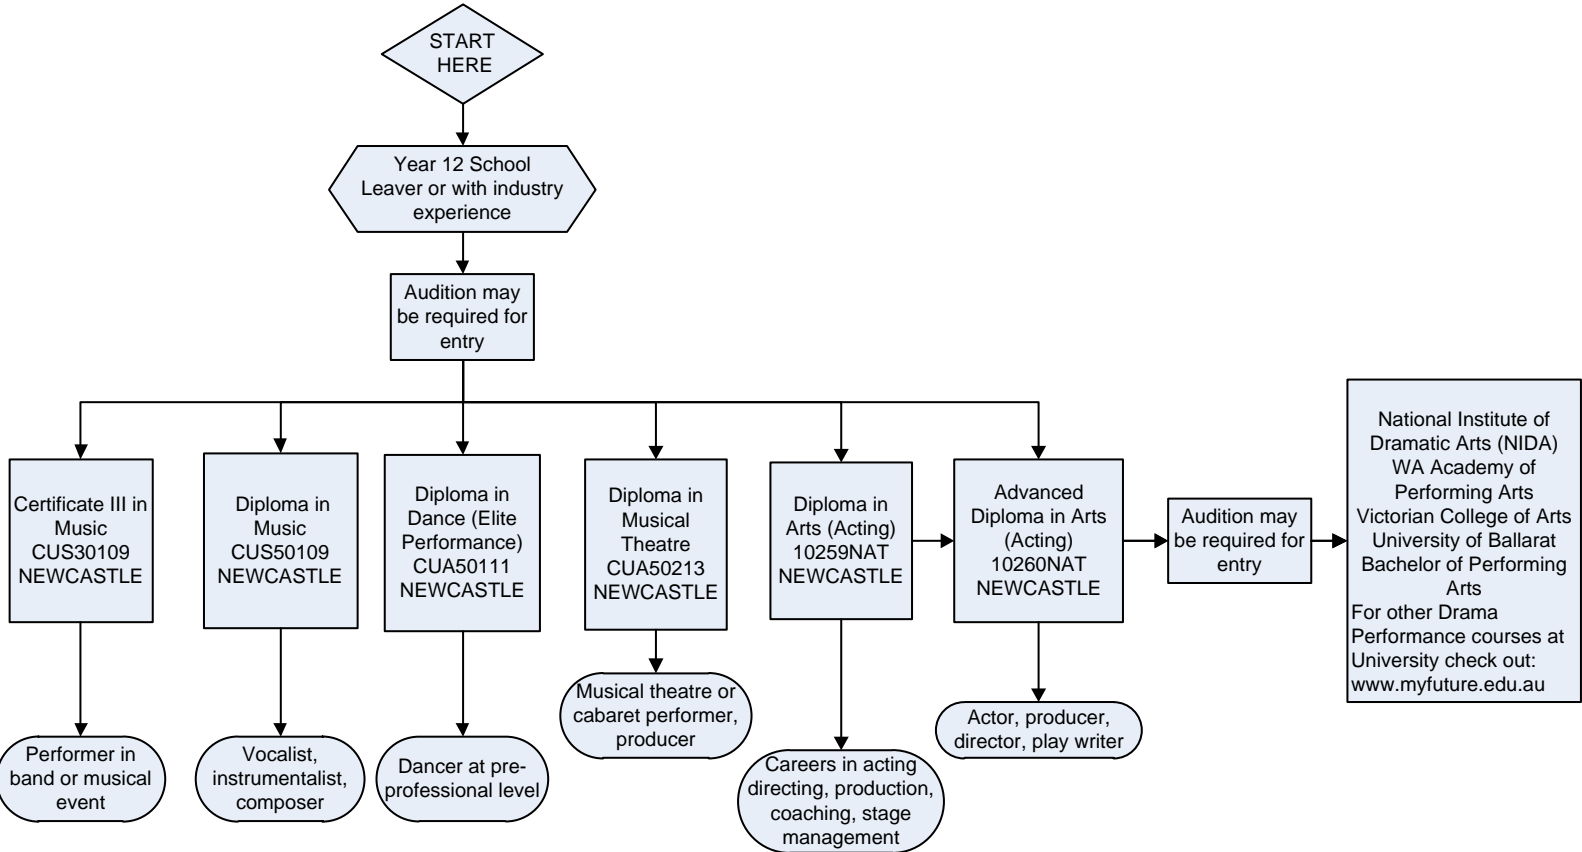 START
HERE
Year 12 School
Leaver or with industry
experience
Audition may
be required for
entry
Certificate III in
Music
CUS30109
NEWCASTLE
Diploma in
Music
CUS50109
NEWCASTLE
Diploma in
Dance (Elite
Performance)
CUA50111
NEWCASTLE
Diploma in
Musical
Theatre
CUA50213
NEWCASTLE
Diploma in
Arts (Acting)
10259NAT
NEWCASTLE
Advanced
Diploma in Arts
(Acting)
10260NAT
NEWCASTLE
Audition may
be required for
entry
National Institute of
Dramatic Arts (NIDA)
WA Academy of
Performing Arts
Victorian College of Arts
University of Ballarat
Bachelor of Performing
Arts
For other Drama
Performance courses at
University check out:
www.myfuture.edu.au
Performer in
band or musical
event
Vocalist,
instrumentalist,
composer
Dancer at pre-
professional level
Musical theatre or
cabaret performer,
producer
Careers in acting
directing, production,
coaching, stage
management
Actor, producer,
director, play writer